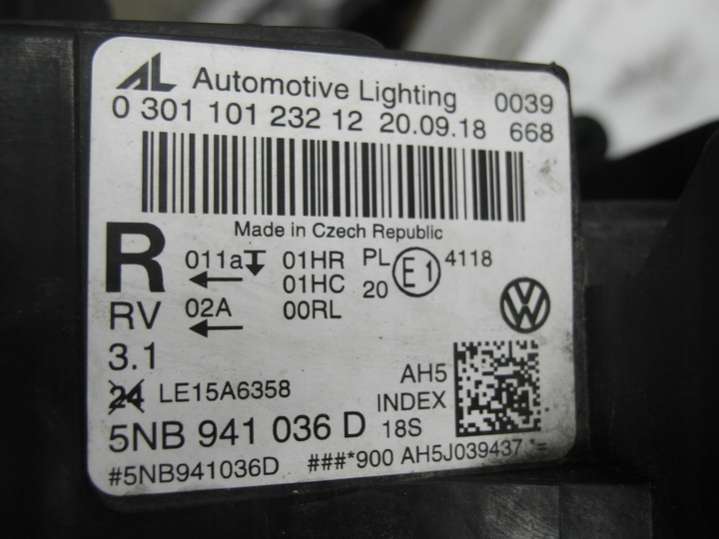 AL Automotive Lighting 0039
0 301 101 232 12 20.09.18 668
Made in Czech Republic
R 011a 01HR PL E1 4118
01HC 20
RV 02A 00RL
3.1
24 LE15A6358 AH5
INDEX
5NB 941 036 D 18S
#5NB941036D ###*900 AH5J039437 *=
VW